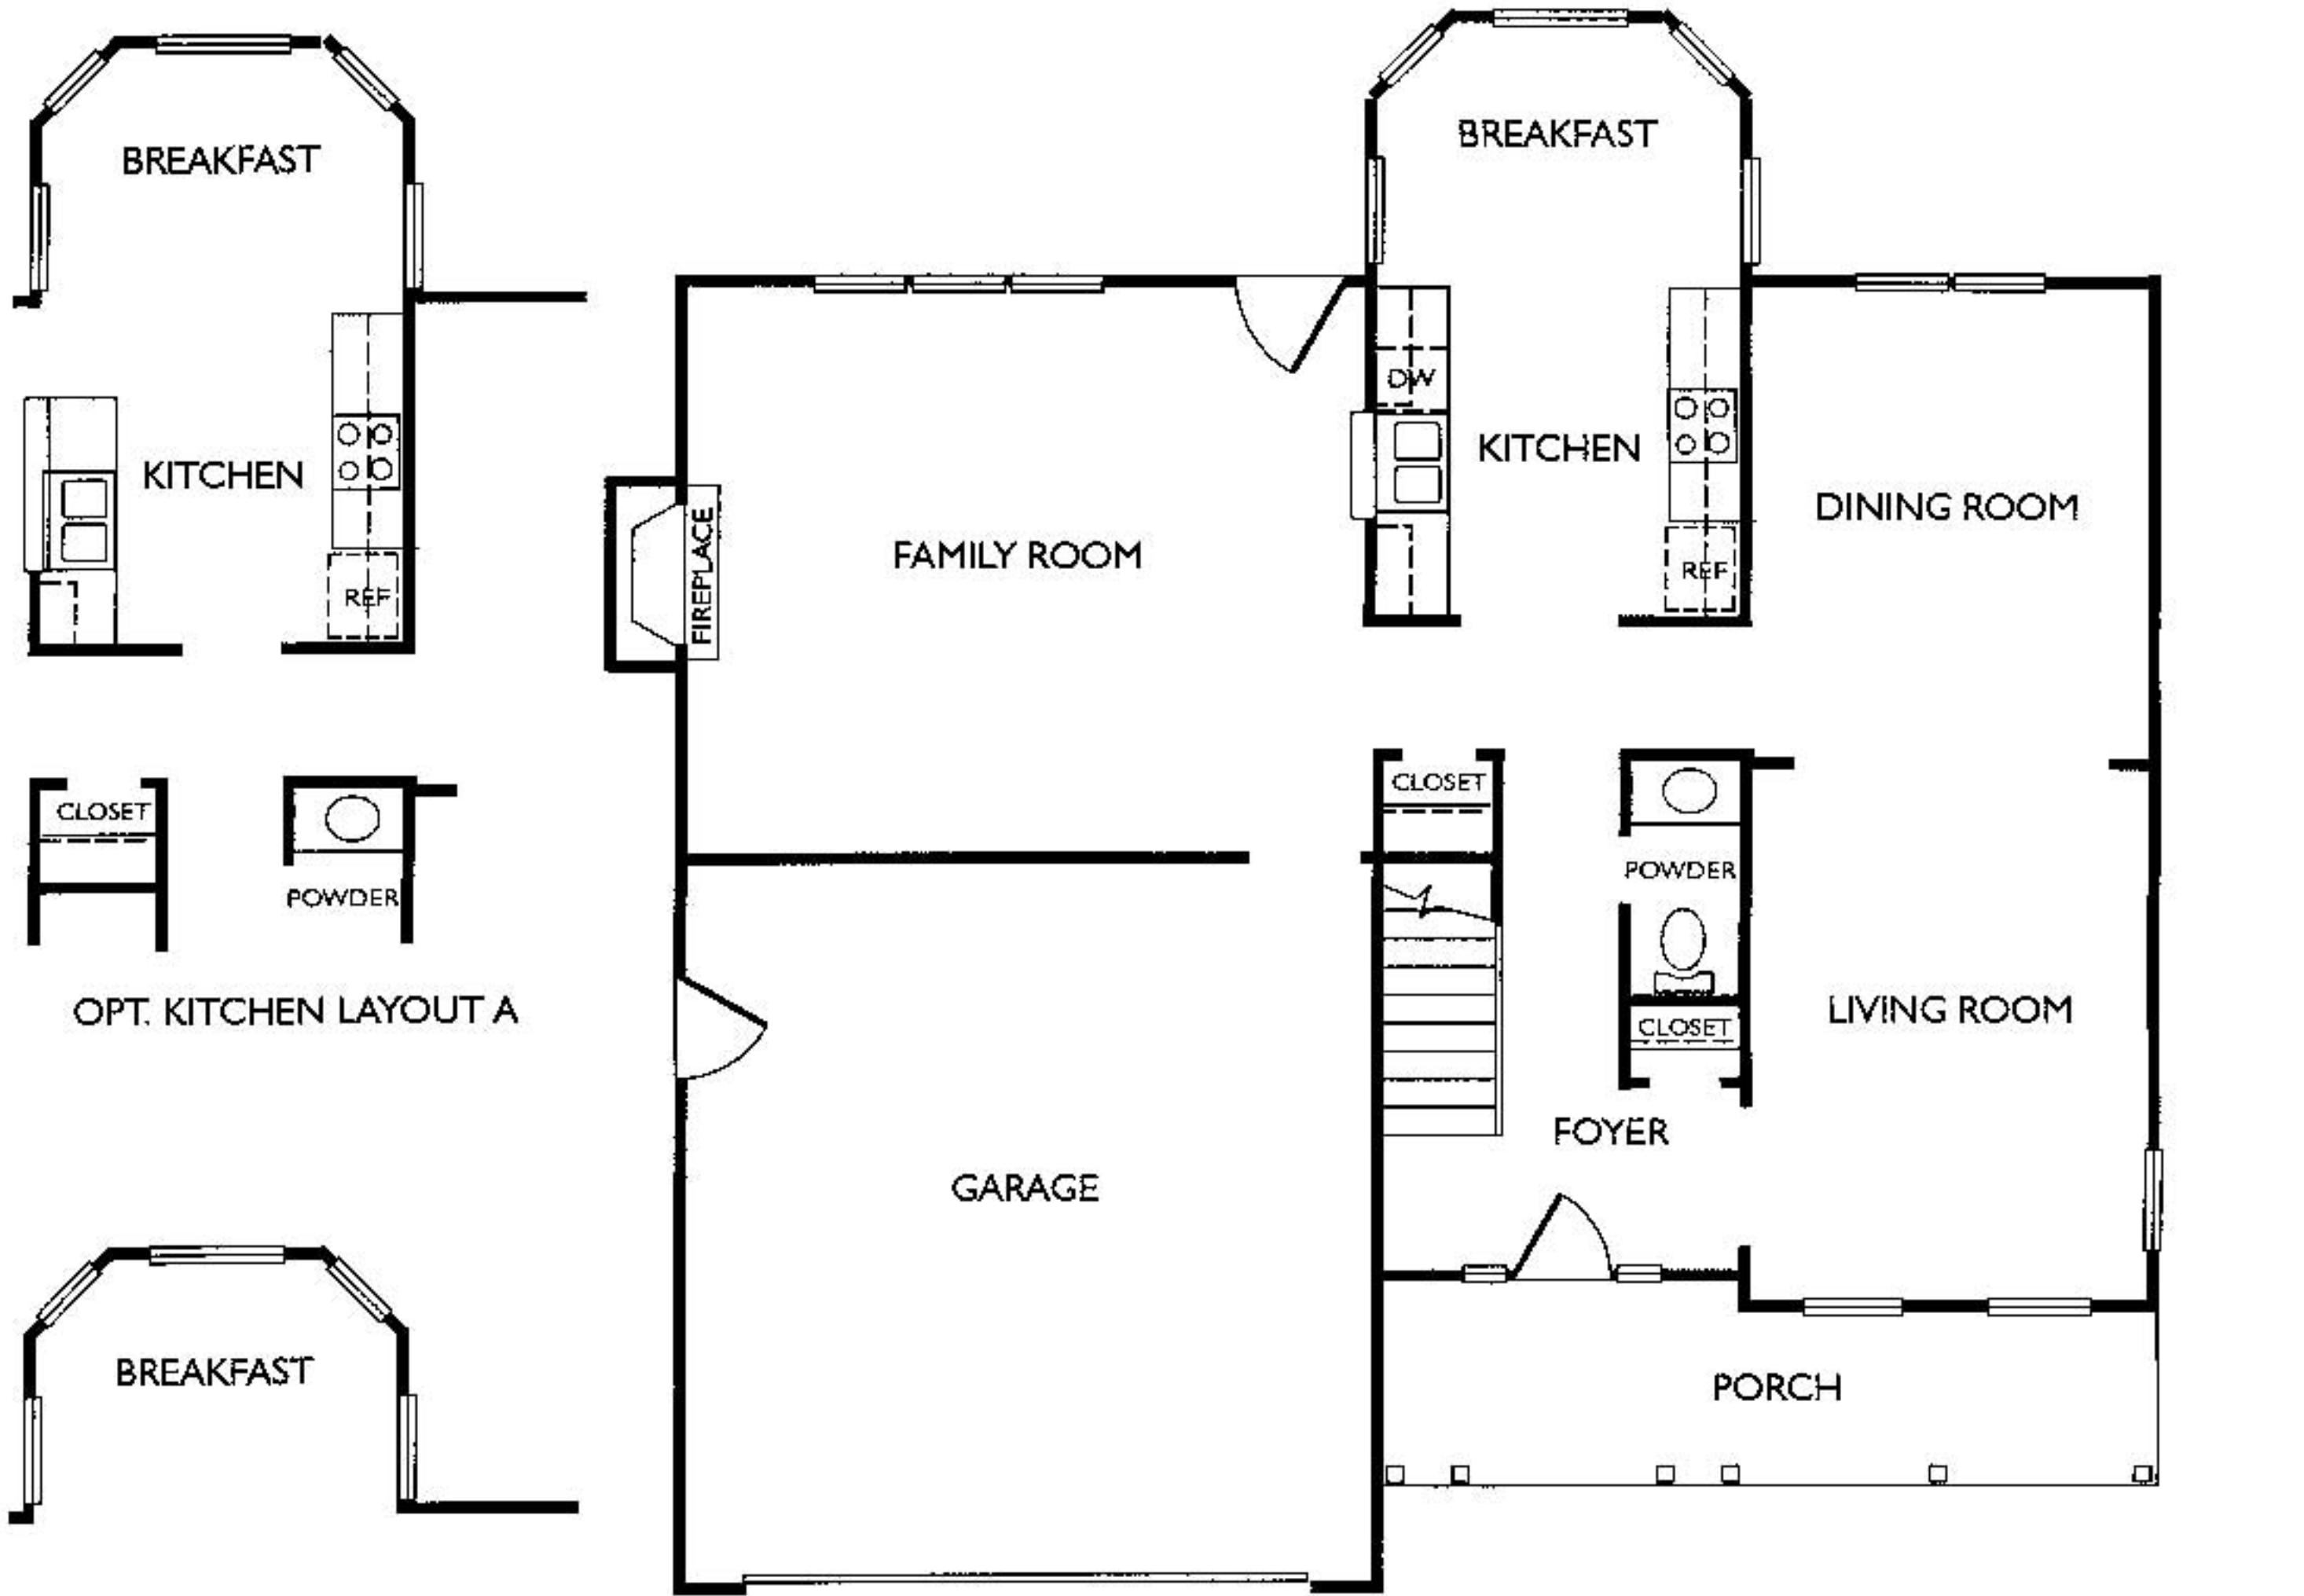 BREAKFAST
KITCHEN
REF
CLOSET
POWDER
OPT. KITCHEN LAYOUT A
BREAKFAST
BREAKFAST
DW
KITCHEN
REF
DINING ROOM
FAMILY ROOM
FIREPLACE
CLOSET
POWDER
CLOSET
LIVING ROOM
FOYER
GARAGE
PORCH